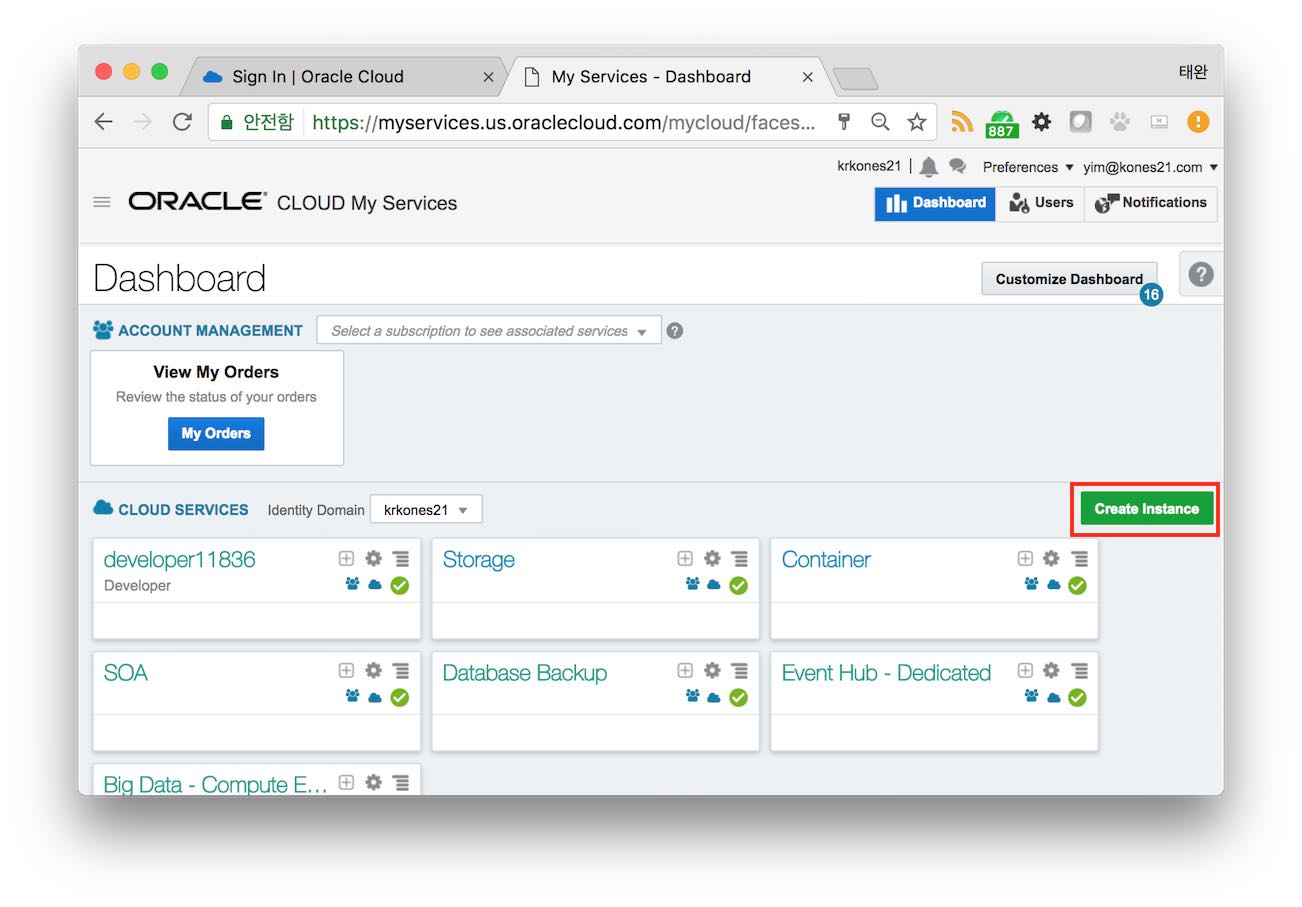 Sign In | Oracle Cloud
My Services - Dashboard
태완
안전함 https://myservices.us.oraclecloud.com/mycloud/faces...
887
krkones21 | Preferences yim@kones21.com
ORACLE® CLOUD My Services
Dashboard Users Notifications
Dashboard
Customize Dashboard
16
?
ACCOUNT MANAGEMENT Select a subscription to see associated services ?
View My Orders
Review the status of your orders
My Orders
CLOUD SERVICES Identity Domain krkones21
Create Instance
developer11836
Developer
Storage
Container
SOA
Database Backup
Event Hub - Dedicated
Big Data - Compute E...